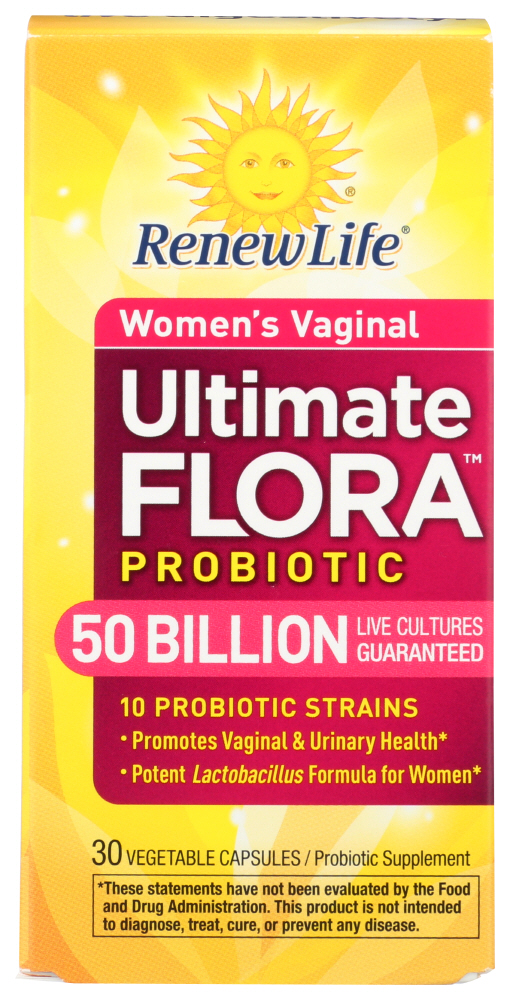 ®
RenewLife®
Women's Vaginal
Ultimate
FLORA™
PROBIOTIC
50 BILLION LIVE CULTURES GUARANTEED
10 PROBIOTIC STRAINS
• Promotes Vaginal & Urinary Health*
• Potent Lactobacillus Formula for Women*
30 VEGETABLE CAPSULES / Probiotic Supplement
*These statements have not been evaluated by the Food
and Drug Administration. This product is not intended
to diagnose, treat, cure, or prevent any disease.